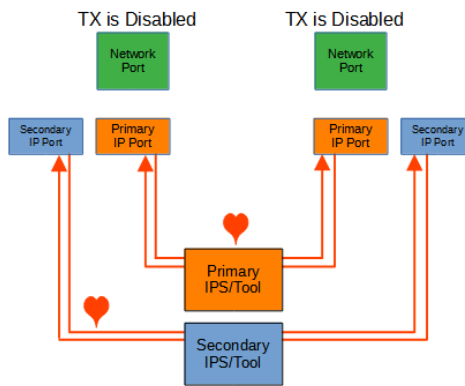 TX is Disabled
TX is Disabled
Network
Port
Network
Port
Secondary
IP Port
Primary
IP Port
Primary
IP Port
Secondary
IP Port
Primary
IPS/Tool
Secondary
IPS/Tool